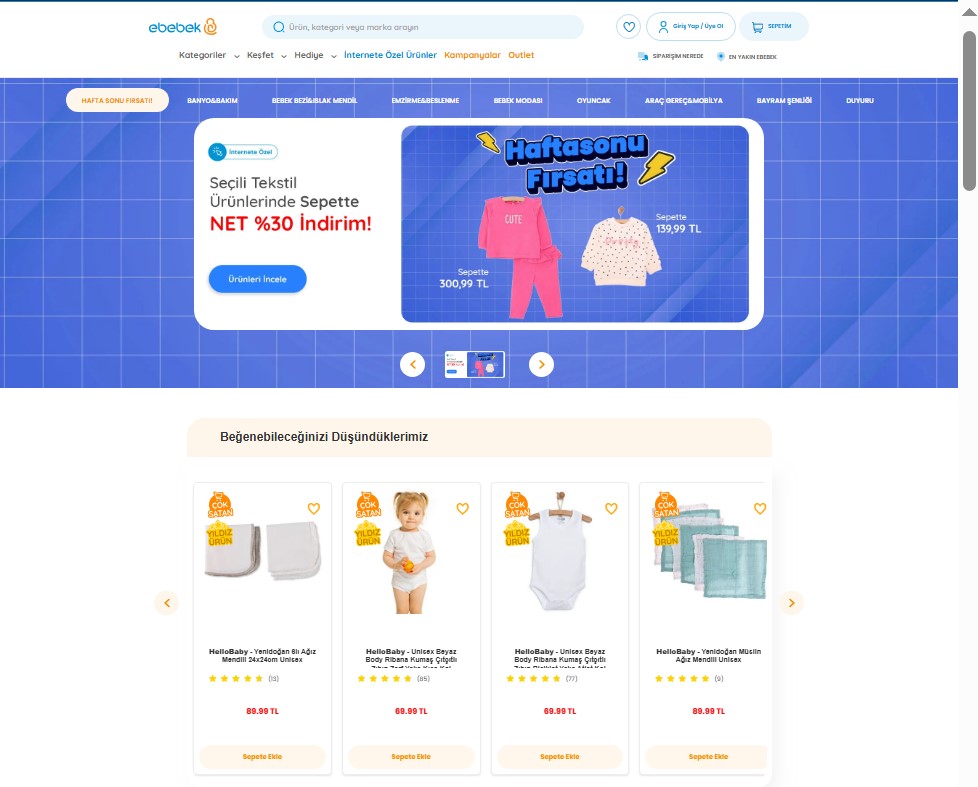 ebebek
Ürün, kategori veya marka arayın
Giriş Yap / Üye Ol
SEPETİM
Kategoriler
Keşfet
Hediye
İnternete Özel Ürünler
Kampanyalar
Outlet
SİPARİŞİM NEREDE
EN YAKIN EBEBEK
HAFTA SONU FIRSATI!
BANYO&BAKIM
BEBEK BEZİ&ISLAK MENDİL
EMZİRME&BESLENME
BEBEK MODASI
OYUNCAK
ARAÇ GEREÇ&MOBİLYA
BAYRAM ŞENLİĞİ
DUYURU
İnternete Özel
Seçili Tekstil
Ürünlerinde Sepette
NET %30 İndirim!
Ürünleri İncele
Haftasonu
Fırsatı!
CUTE
Sepette
139,99 TL
Sepette
300,99 TL
Beğenebileceğinizi Düşündüklerimiz
ÇOK
SATAN
YILDIZ
ÜRÜN
HelloBaby - Yenidoğan 6lı Ağız
Mendili 24x24cm Unisex
(13)
89.99 TL
Sepete Ekle
ÇOK
SATAN
YILDIZ
ÜRÜN
HelloBaby - Unisex Beyaz
Body Ribana Kumaş Çıtçıtlı
(85)
69.99 TL
Sepete Ekle
ÇOK
SATAN
YILDIZ
ÜRÜN
HelloBaby - Unisex Beyaz
Body Ribana Kumaş Çıtçıtlı
(77)
69.99 TL
Sepete Ekle
ÇOK
SATAN
YILDIZ
ÜRÜN
HelloBaby - Yenidoğan Müslin
Ağız Mendili Unisex
(9)
89.99 TL
Sepete Ekle